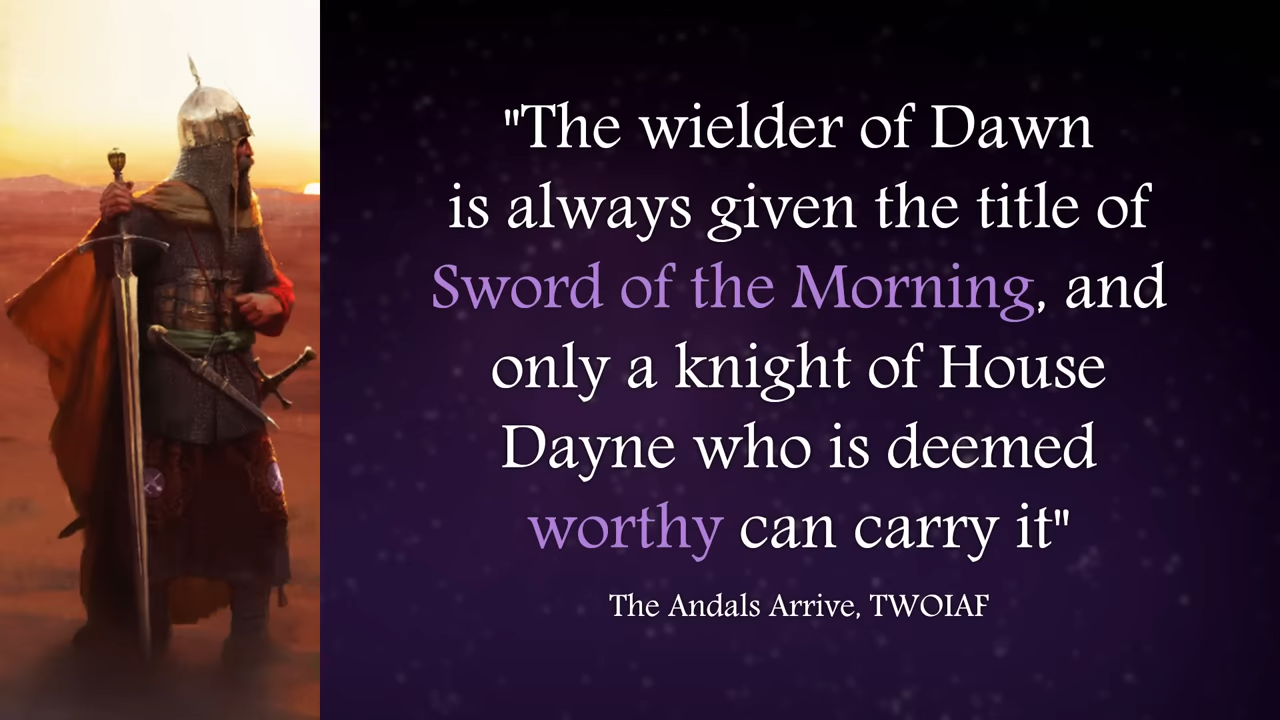 "The wielder of Dawn
is always given the title of
Sword of the Morning, and
only a knight of House
Dayne who is deemed
worthy can carry it"
The Andals Arrive, TWOIAF